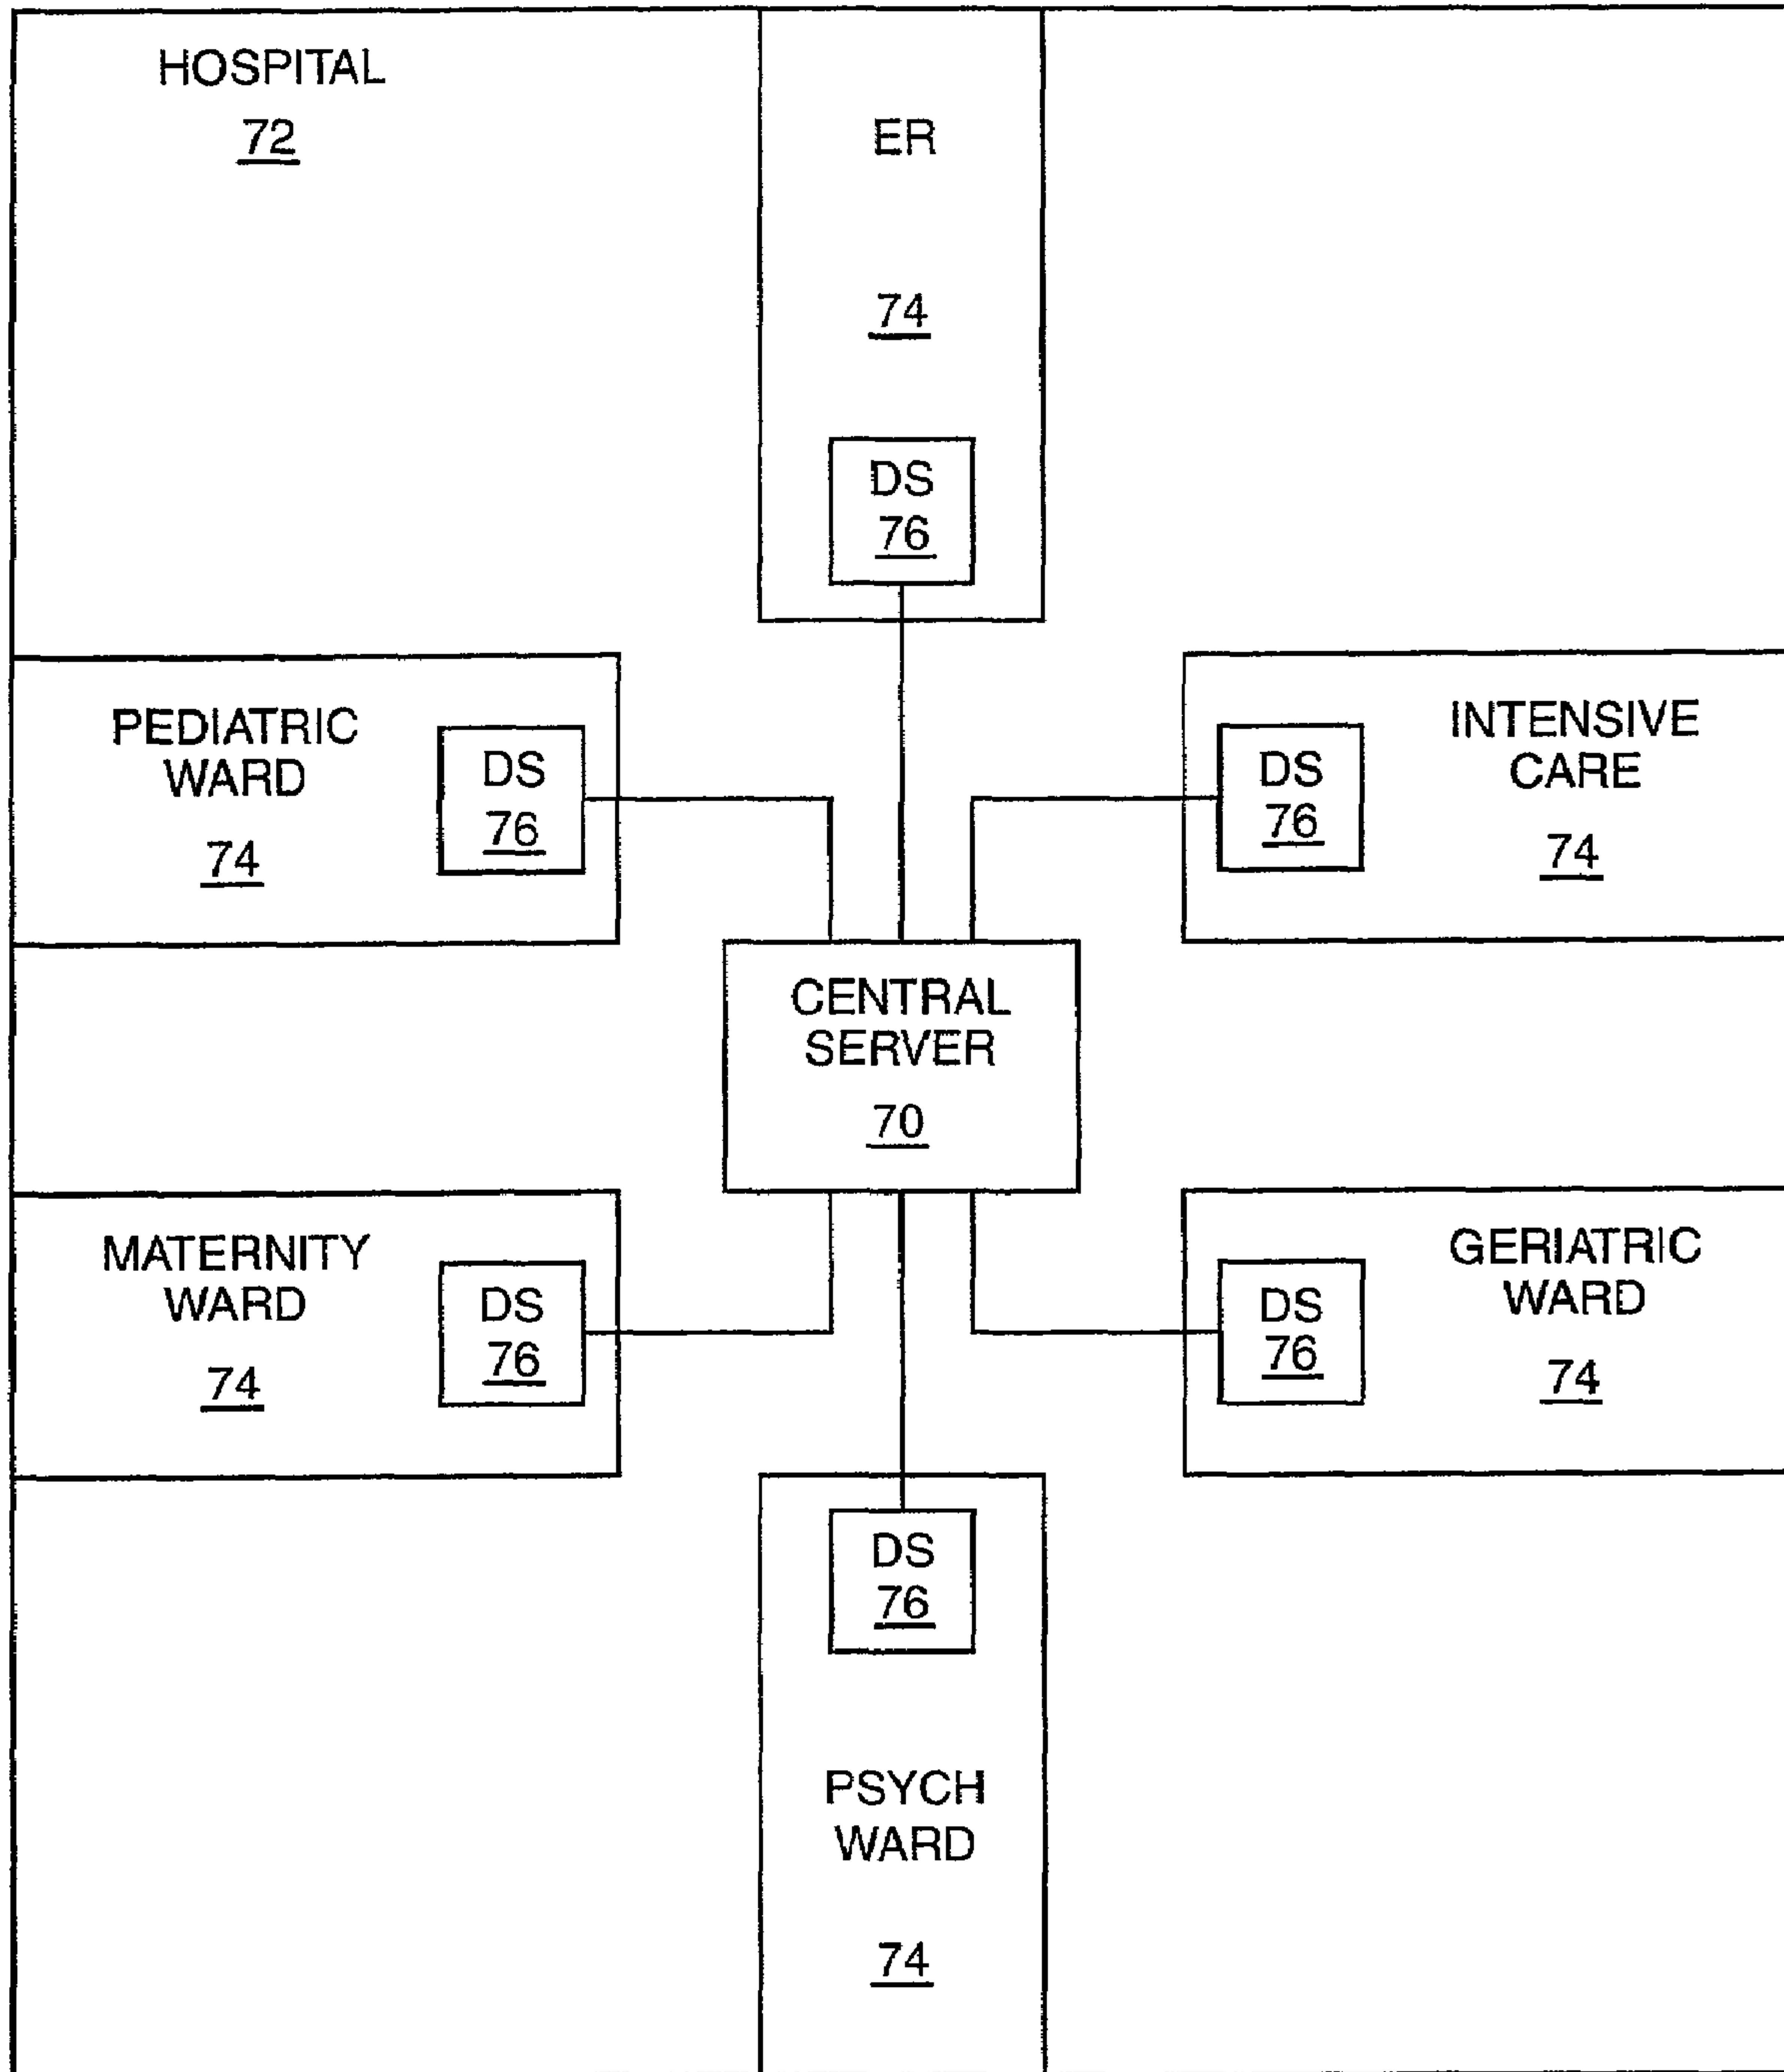 HOSPITAL
72
ER
74
DS
76
PEDIATRIC
WARD
74
DS
76
INTENSIVE
CARE
74
DS
76
CENTRAL
SERVER
70
MATERNITY
WARD
74
DS
76
GERIATRIC
WARD
74
DS
76
DS
76
PSYCH
WARD
74